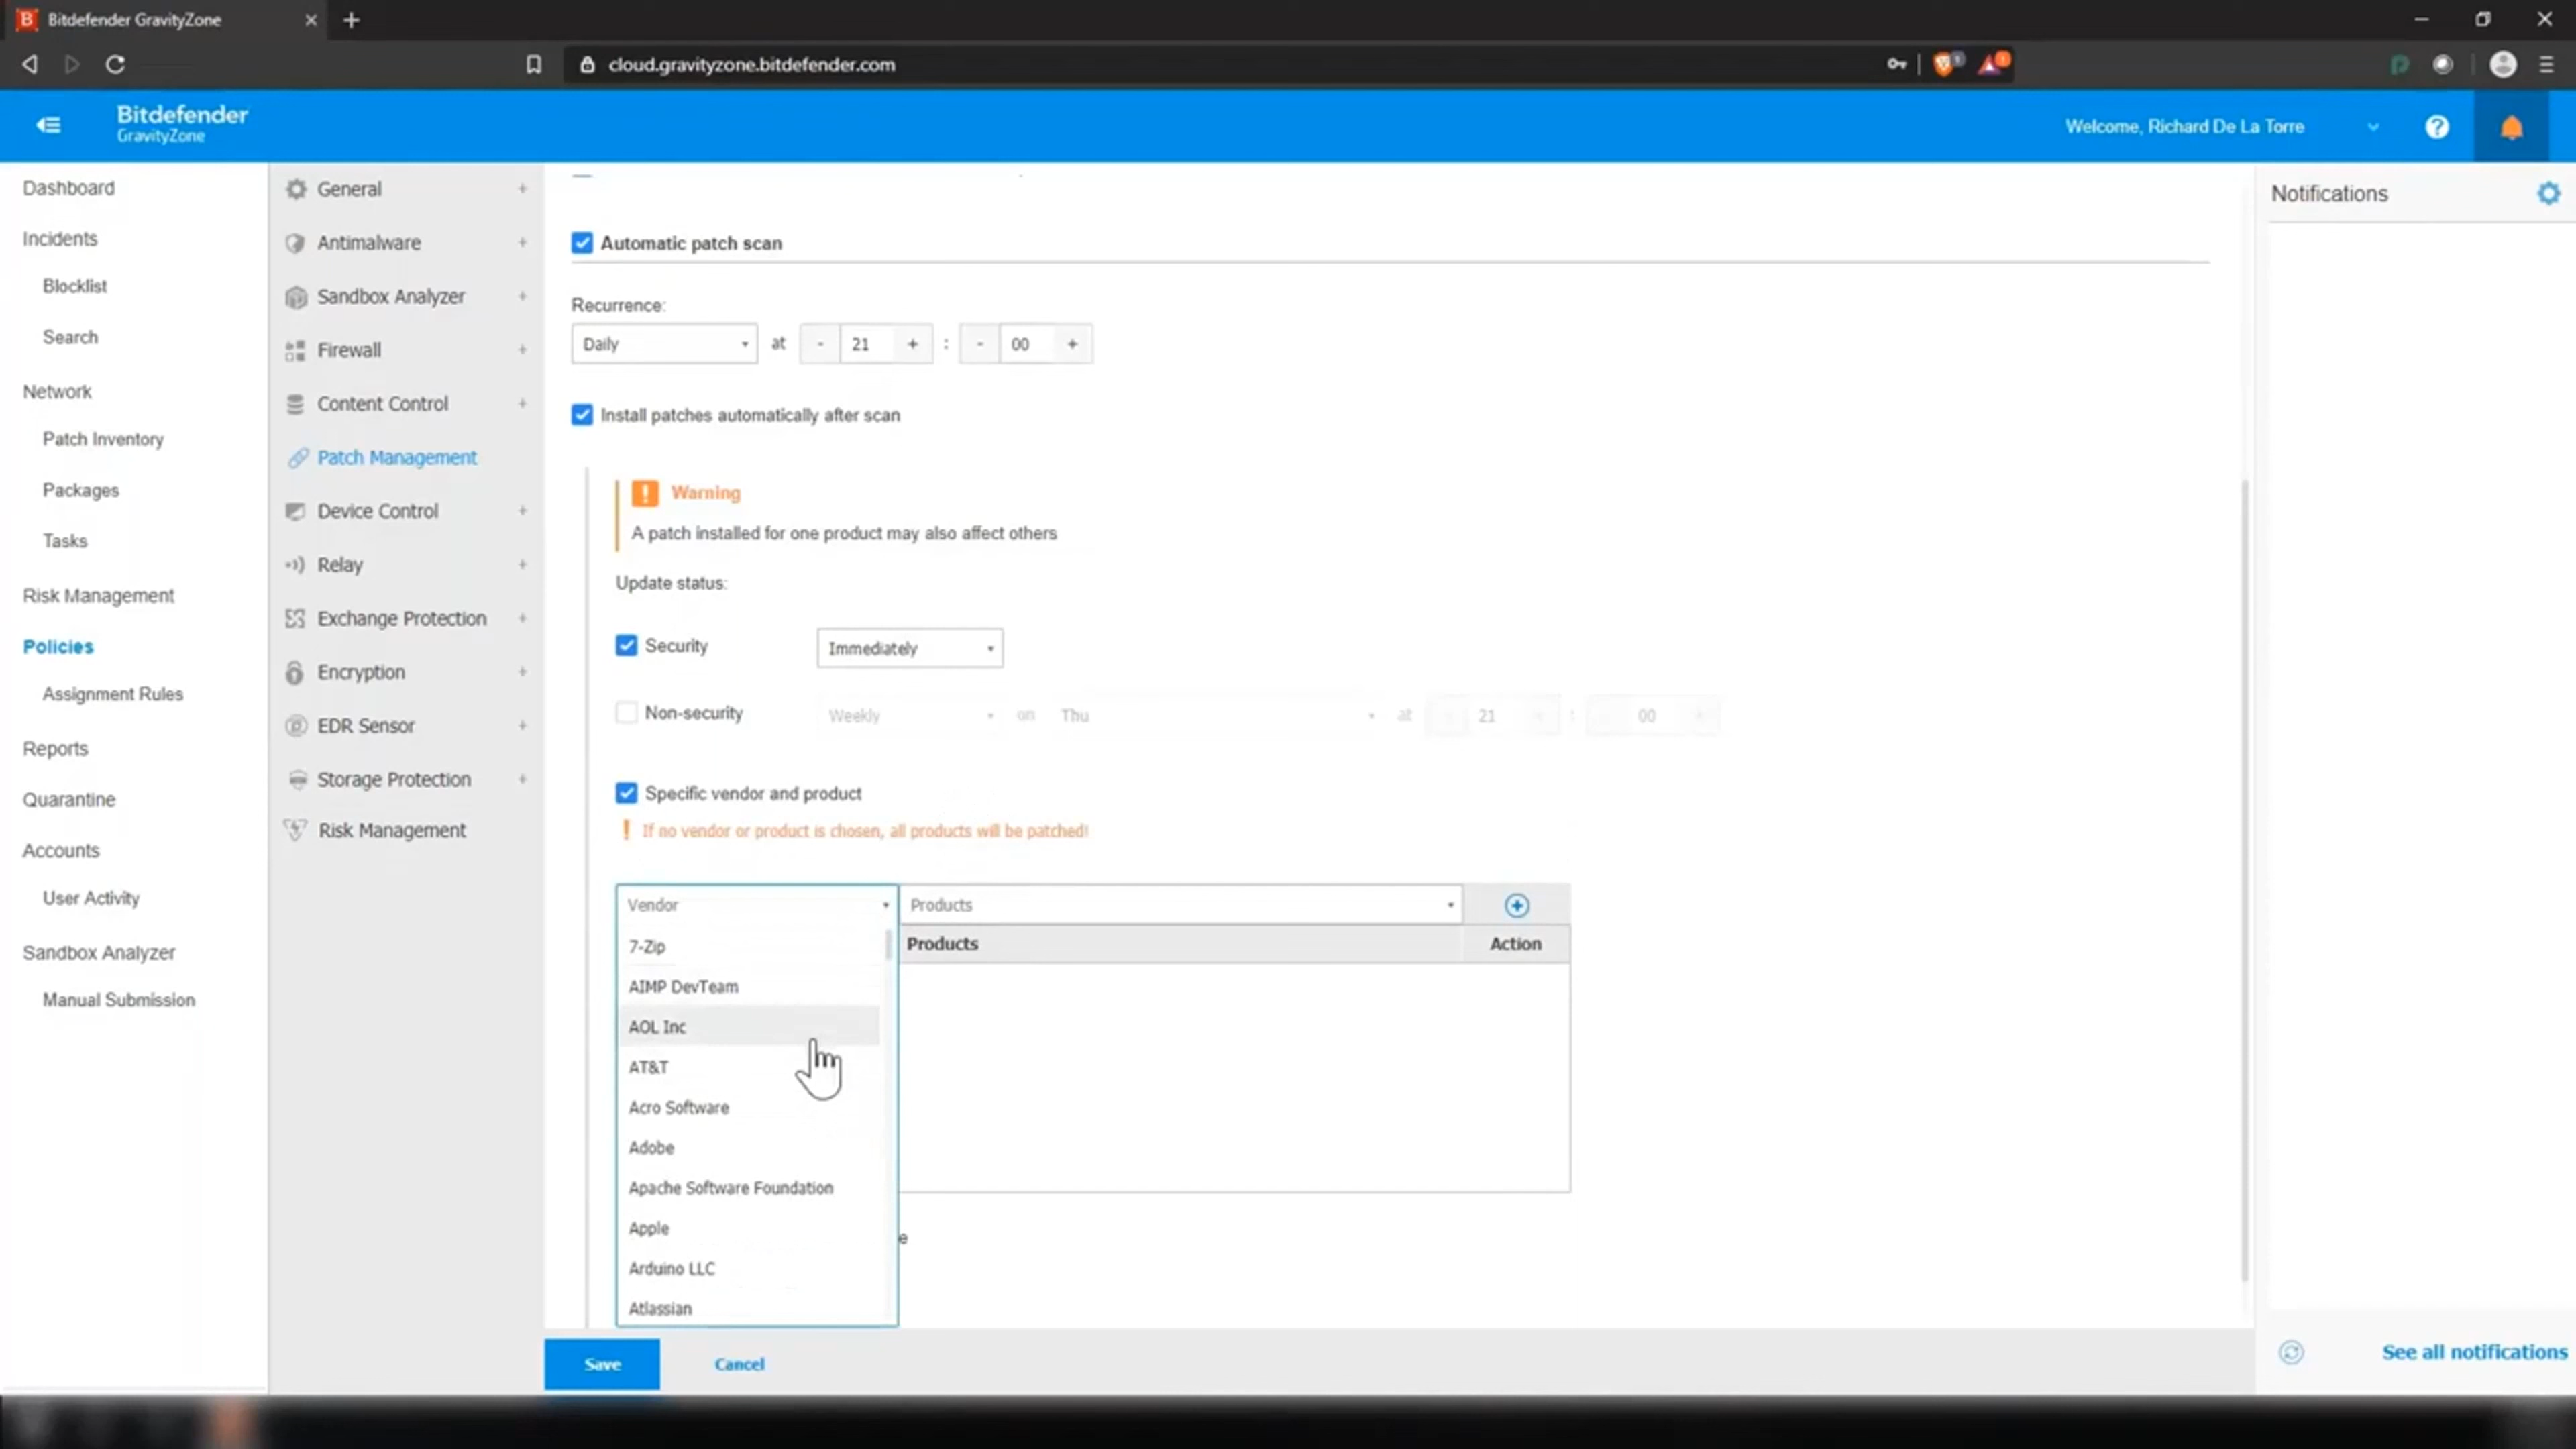 Bitdefender GravityZone
cloud.gravityzone.bitdefender.com
Bitdefender
GravityZone
Welcome, Richard De La Torre
Dashboard
Incidents
Blocklist
Search
Network
Patch Inventory
Packages
Tasks
Risk Management
Policies
Assignment Rules
Reports
Quarantine
Accounts
User Activity
Sandbox Analyzer
Manual Submission
General
Antimalware
Sandbox Analyzer
Firewall
Content Control
Patch Management
Device Control
Relay
Exchange Protection
Encryption
EDR Sensor
Storage Protection
Risk Management
Automatic patch scan
Recurrence:
Daily at - 21 + : - 00 +
Install patches automatically after scan
Warning
A patch installed for one product may also affect others
Update status:
Security Immediately
Non-security Weekly on Thu at - 21 + : - 00 +
Specific vendor and product
! If no vendor or product is chosen, all products will be patched!
Vendor Products
Products Action
7-Zip
AIMP DevTeam
AOL Inc
AT&T
Acro Software
Adobe
Apache Software Foundation
Apple
Arduino LLC
Atlassian
e
Save Cancel
Notifications
See all notifications